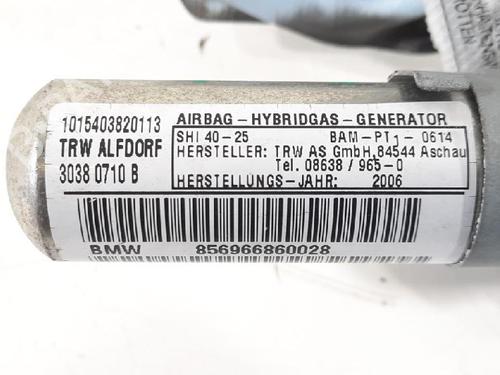 1015403820113
TRW ALFDORF
3038 0710 B
AIRBAG-HYBRIDGAS-GENERATOR
SHI 40-25 BAM-PT1-0614
HERSTELLER: TRW AS GmbH,84544 Aschau
Tel. 08638 / 965-0
HERSTELLUNGS-JAHR: 2006
BMW 856966860028